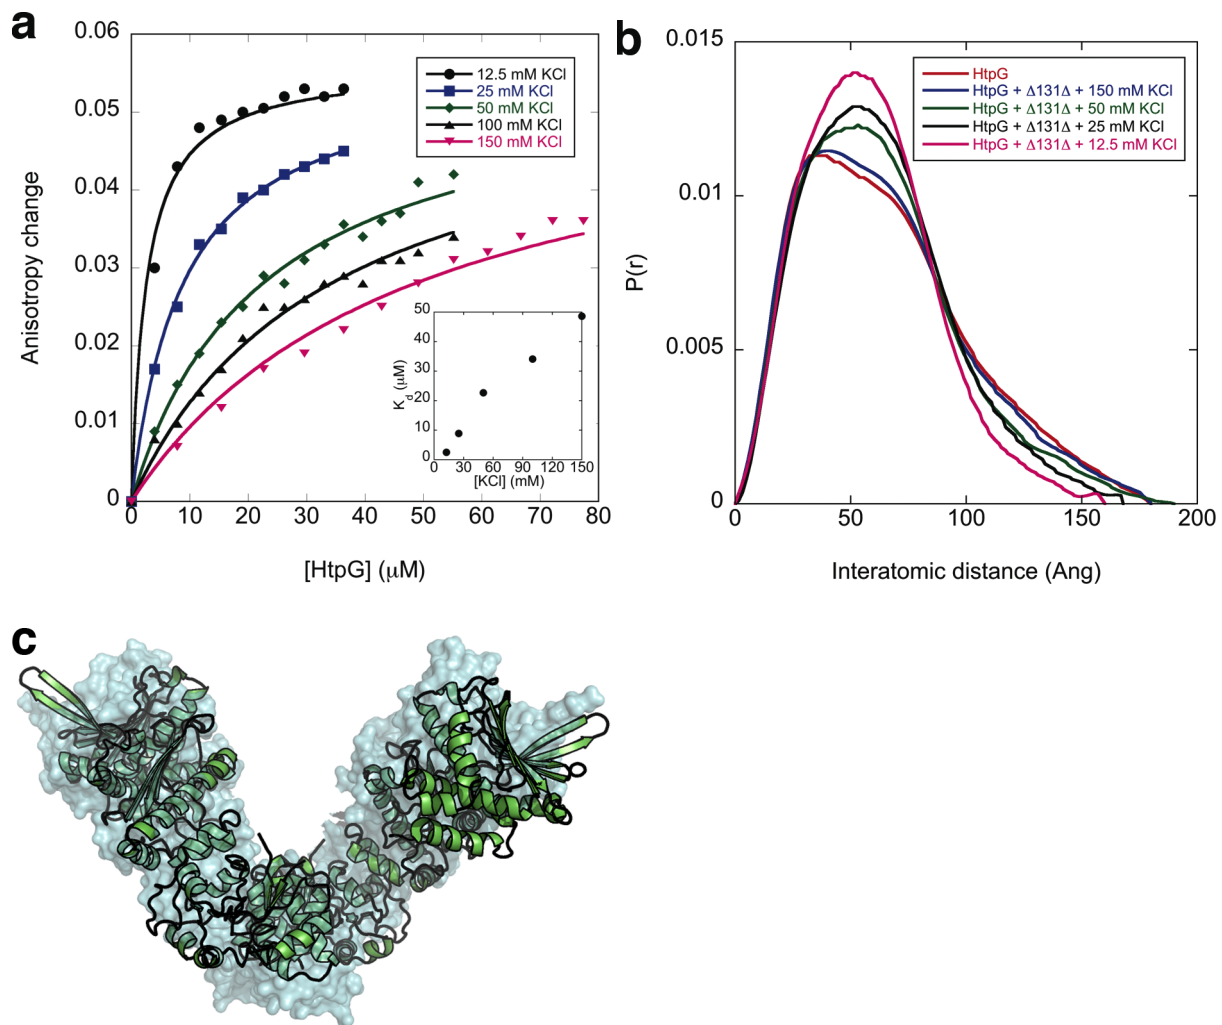 a
0.06
0.05
0.04
0.03
0.02
0.01
0
Anisotropy change
12.5 mM KCl
25 mM KCl
50 mM KCl
100 mM KCl
150 mM KCl
50
40
30
20
10
0
K_d (μM)
0 30 60 90 120 150
[KCl] (mM)
0 10 20 30 40 50 60 70 80
[HtpG] (μM)
b
0.015
0.01
0.005
0
P(r)
HtpG
HtpG + Δ131Δ + 150 mM KCl
HtpG + Δ131Δ + 50 mM KCl
HtpG + Δ131Δ + 25 mM KCl
HtpG + Δ131Δ + 12.5 mM KCl
0 50 100 150 200
Interatomic distance (Ang)
c